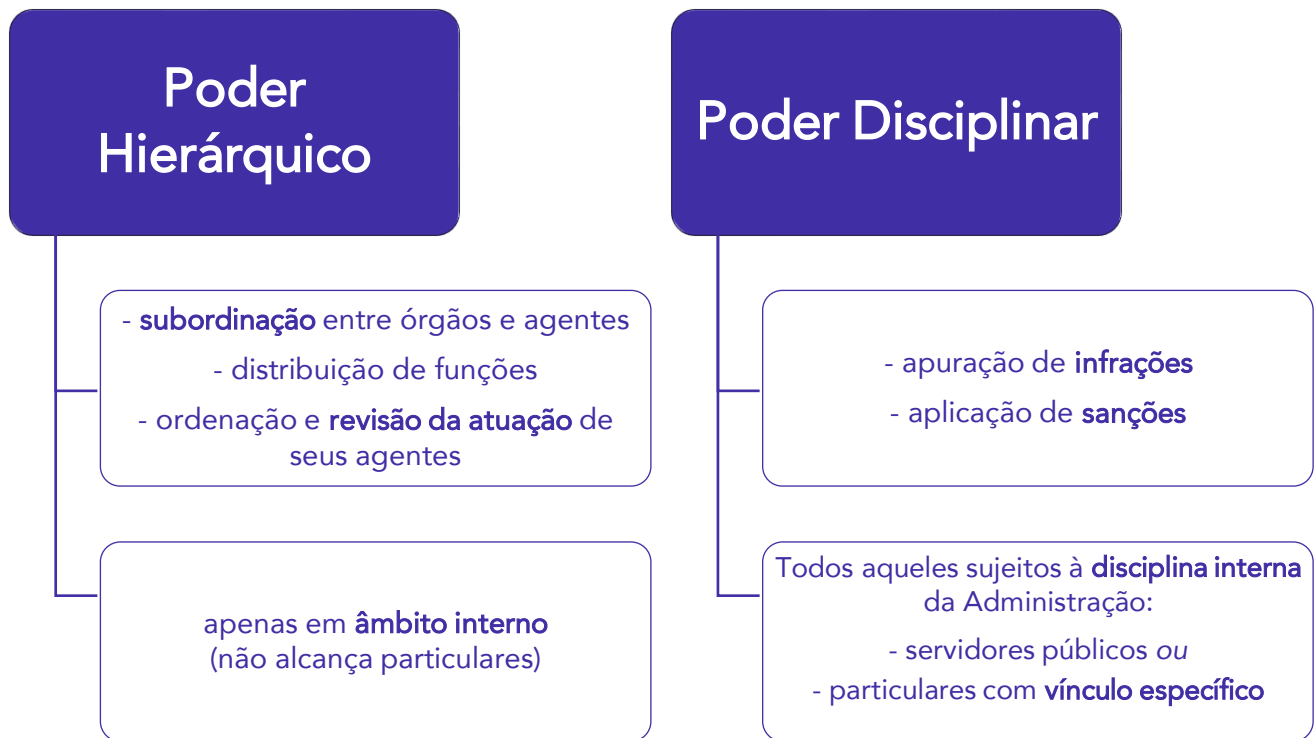 Poder
Hierárquico
- subordinação entre órgãos e agentes
- distribuição de funções
- ordenação e revisão da atuação de
seus agentes
apenas em âmbito interno
(não alcança particulares)
Poder Disciplinar
- apuração de infrações
- aplicação de sanções
Todos aqueles sujeitos à disciplina interna
da Administração:
- servidores públicos ou
- particulares com vínculo específico